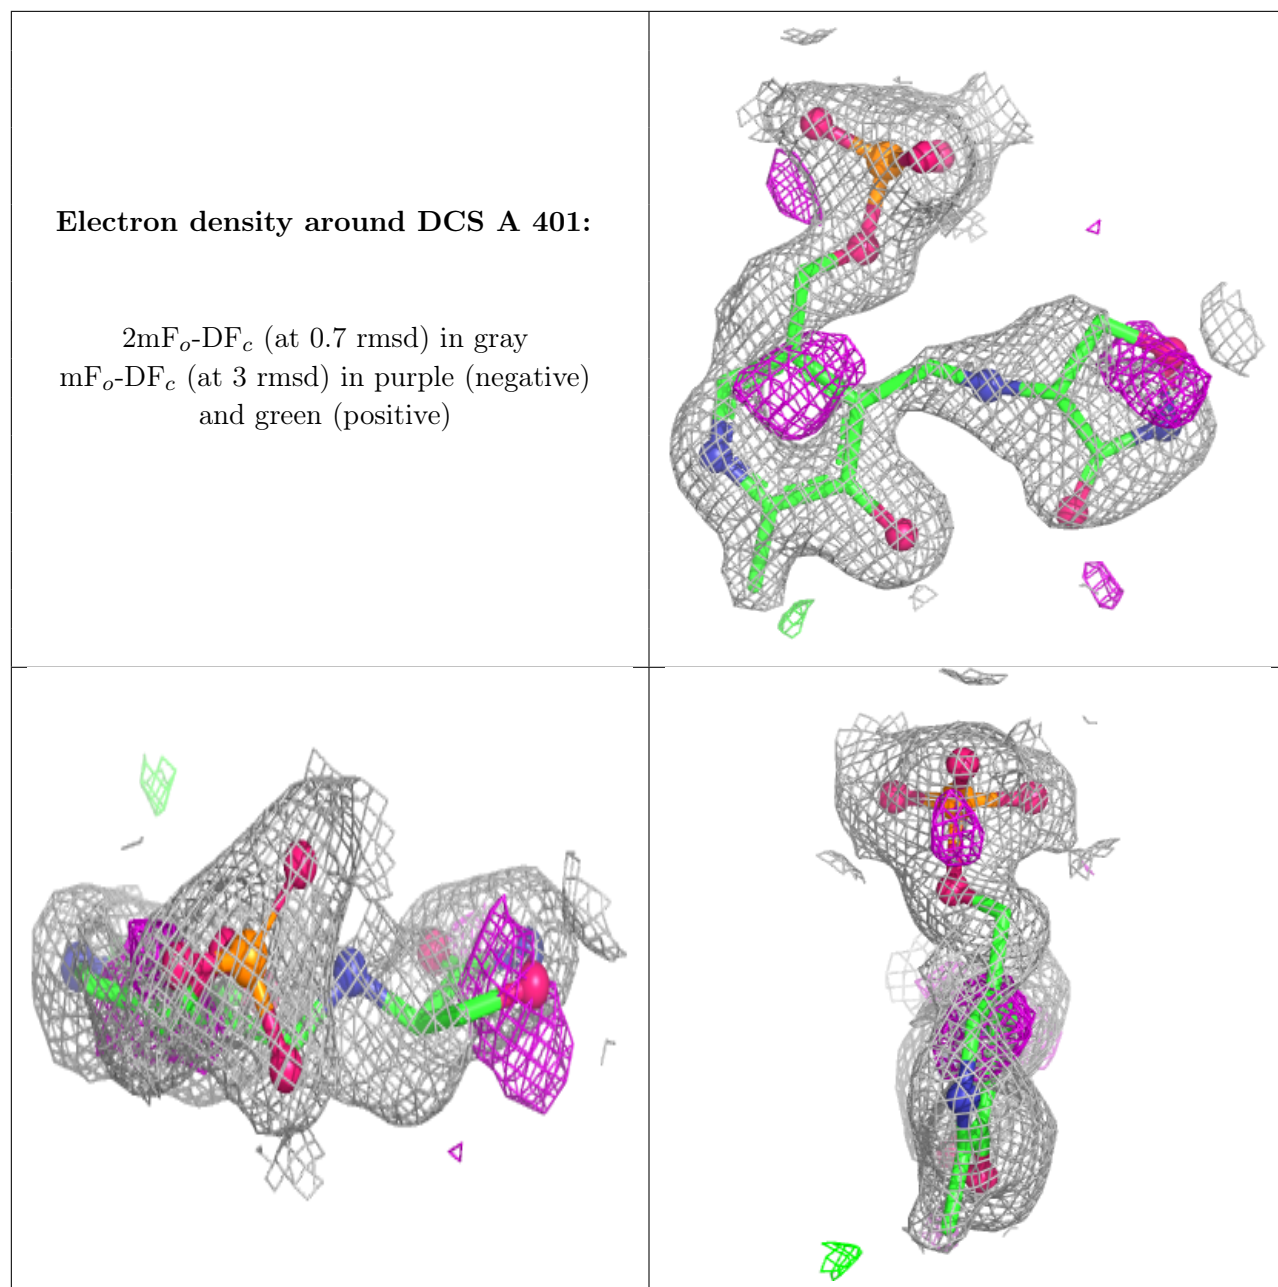 Electron density around DCS A 401:
2mFₒ-DF𝒸 (at 0.7 rmsd) in gray
mFₒ-DF𝒸 (at 3 rmsd) in purple (negative)
and green (positive)